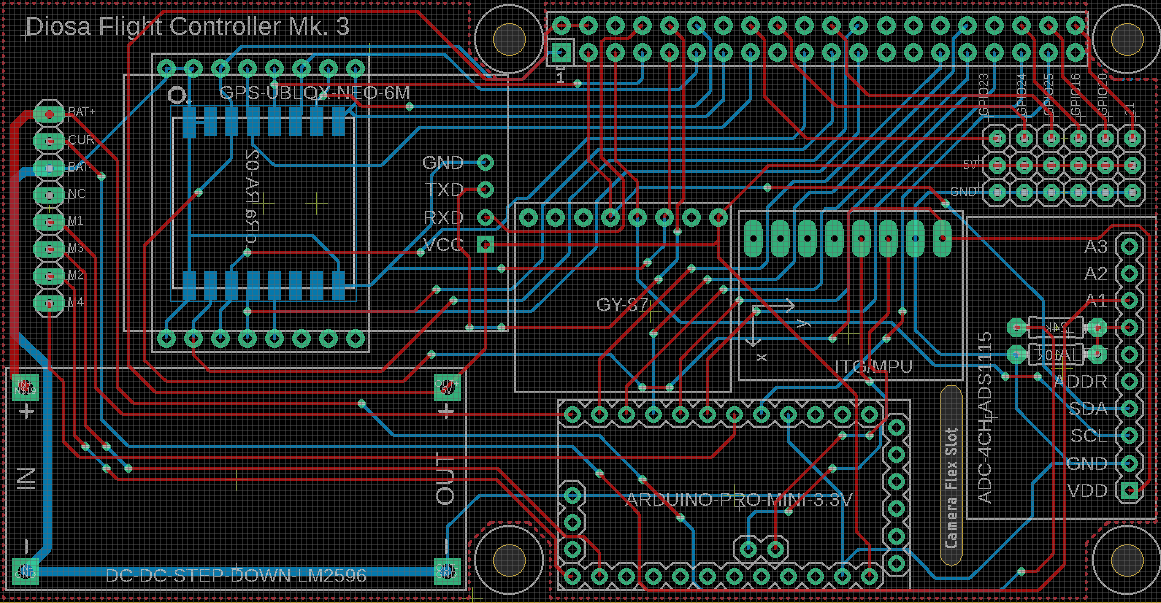 Diosa Flight Controller Mk. 3
1
GPS-UBLOX-NEO-6M
GPIO23
GPIO24
GPIO25
GPIO16
BAT+
CUR
BAT-
NC
M1
M3
M2
M4
GND
TXD
RXD
VCC
5V
GND
A3
A2
A1
GY-87
y
x
ITG/MPU
ADDR
SDA
SCL
GND
VDD
ADC-4CH-ADS1115
Camera Flex Slot
+
+
IN
OUT
ARDUINO-PRO-MINI-3.3V
-
-
DC-DC-STEP-DOWN-LM2596